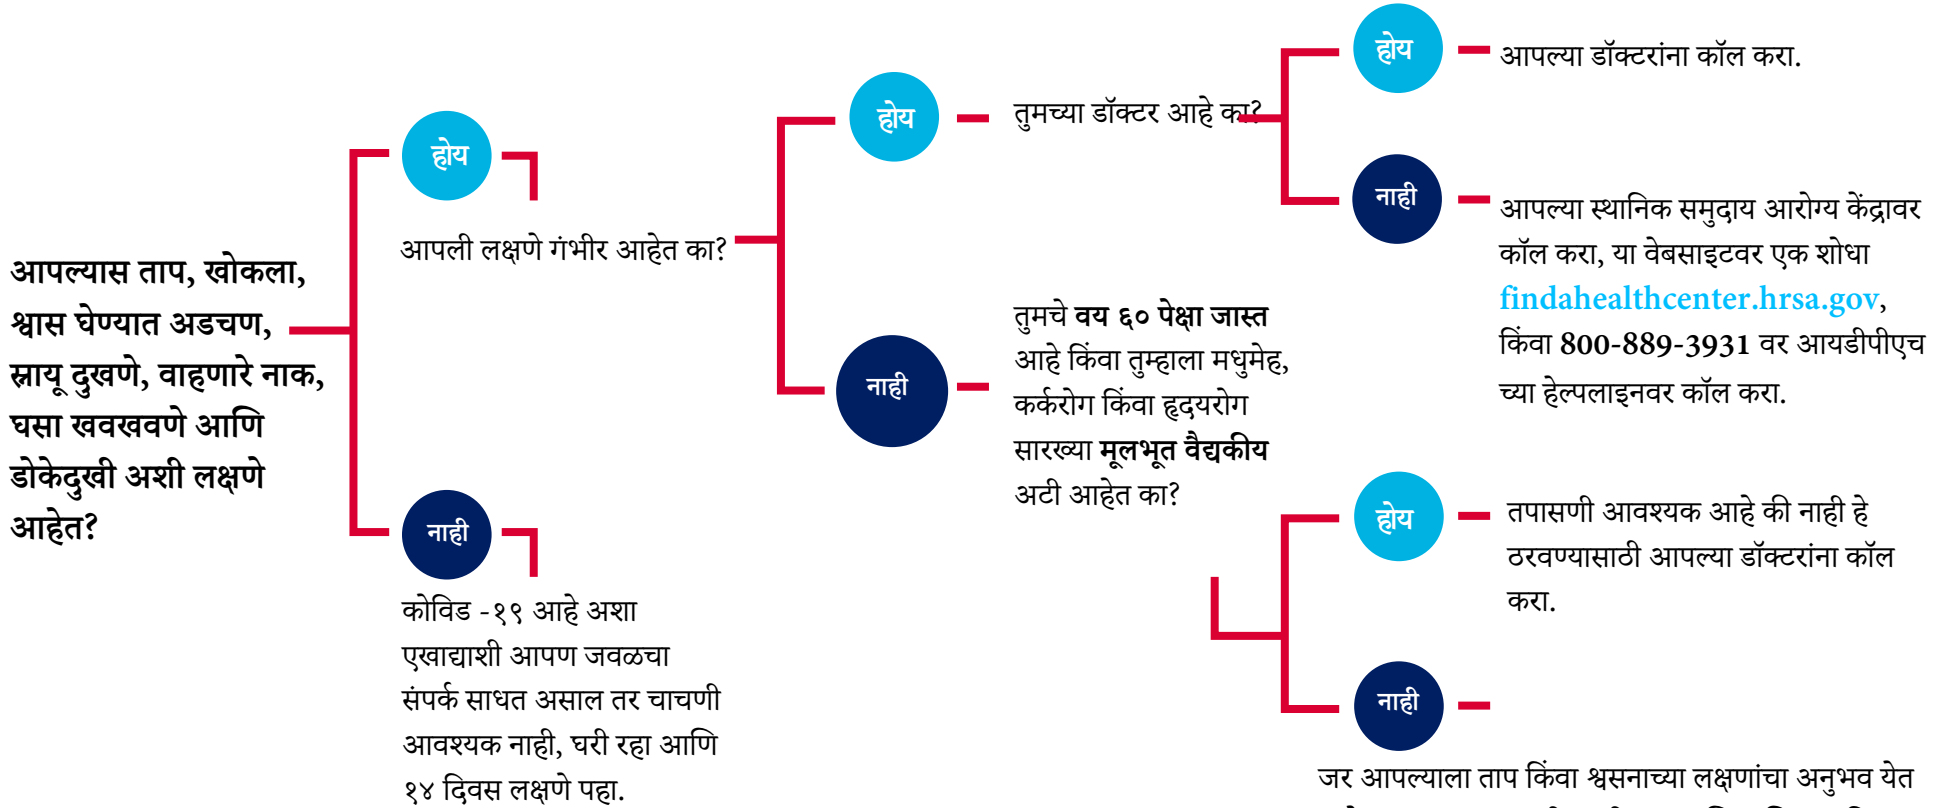 आपल्यास ताप, खोकला,
श्वास घेण्यात अडचण,
स्नायू दुखणे, वाहणारे नाक,
घसा खवखवणे आणि
डोकेदुखी अशी लक्षणे
आहेत?
होय
आपली लक्षणे गंभीर आहेत का?
नाही
कोविड -१९ आहे अशा
एखाद्याशी आपण जवळचा
संपर्क साधत असाल तर चाचणी
आवश्यक नाही, घरी रहा आणि
१४ दिवस लक्षणे पहा.
होय
तुमच्या डॉक्टर आहे का?
होय
आपल्या डॉक्टरांना कॉल करा.
नाही
आपल्या स्थानिक समुदाय आरोग्य केंद्रावर
कॉल करा, या वेबसाइटवर एक शोधा
findahealthcenter.hrsa.gov,
किंवा 800-889-3931 वर आयडीपीएच
च्या हेल्पलाइनवर कॉल करा.
नाही
तुमचे वय ६० पेक्षा जास्त
आहे किंवा तुम्हाला मधुमेह,
कर्करोग किंवा हृदयरोग
सारख्या मूलभूत वैद्यकीय
अटी आहेत का?
होय
तपासणी आवश्यक आहे की नाही हे
ठरवण्यासाठी आपल्या डॉक्टरांना कॉल
करा.
नाही
जर आपल्याला ताप किंवा श्वसनाच्या लक्षणांचा अनुभव येत